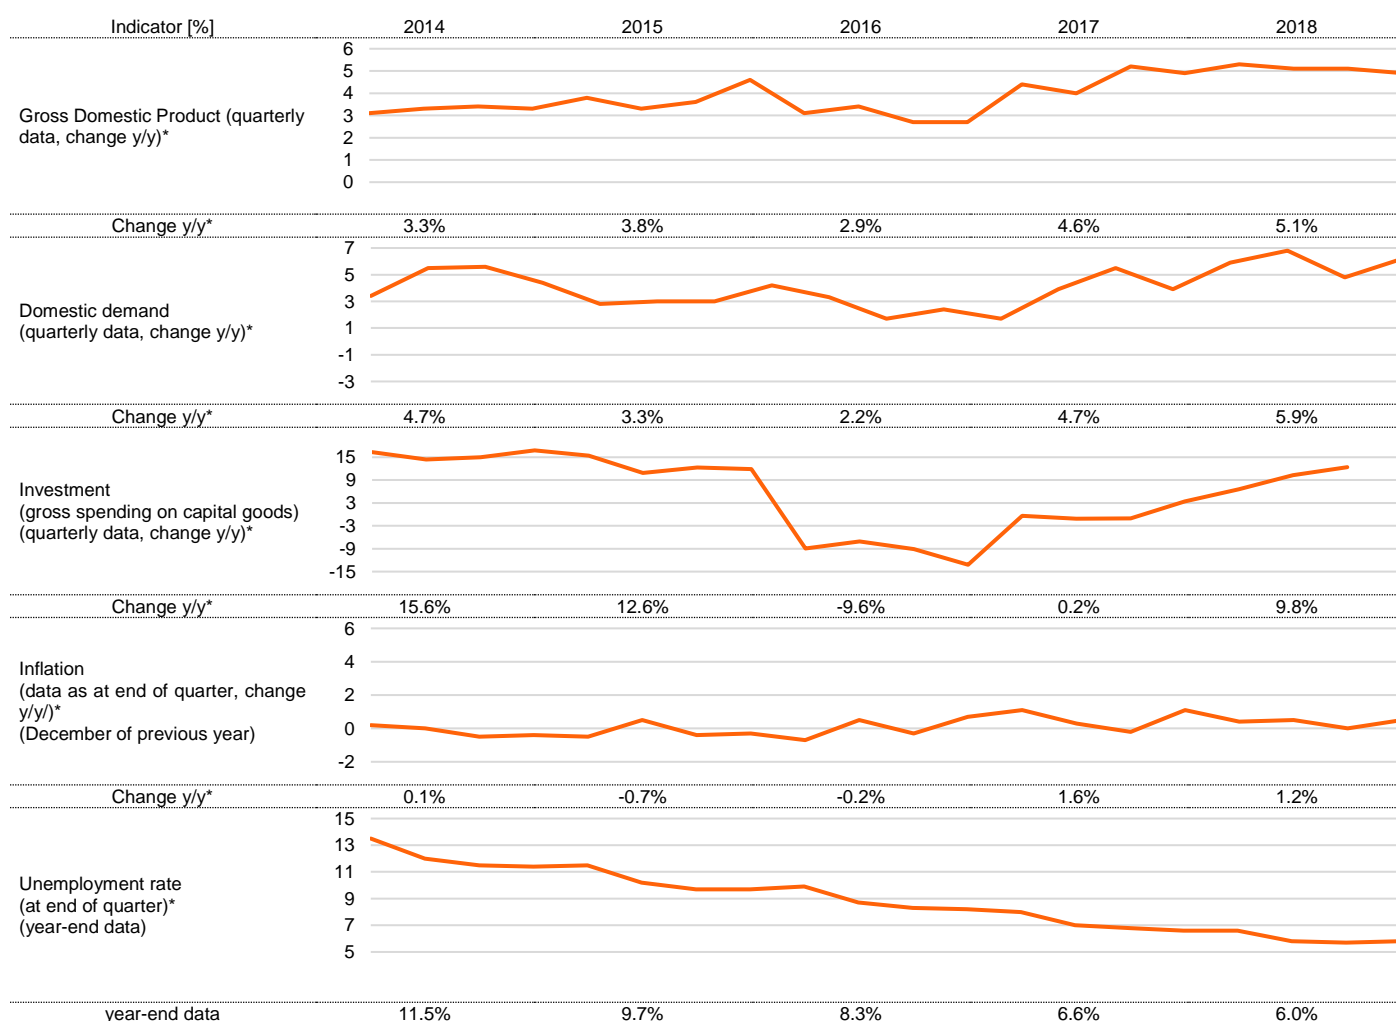 Indicator [%] 2014 2015 2016 2017 2018
6
5
4
3
2
1
0
Gross Domestic Product (quarterly
data, change y/y)*
Change y/y* 3.3% 3.8% 2.9% 4.6% 5.1%
7
5
3
1
-1
-3
Domestic demand
(quarterly data, change y/y)*
Change y/y* 4.7% 3.3% 2.2% 4.7% 5.9%
15
9
3
-3
-9
-15
Investment
(gross spending on capital goods)
(quarterly data, change y/y)*
Change y/y* 15.6% 12.6% -9.6% 0.2% 9.8%
6
4
2
0
-2
Inflation
(data as at end of quarter, change
y/y/)*
(December of previous year)
Change y/y* 0.1% -0.7% -0.2% 1.6% 1.2%
15
13
11
9
7
5
Unemployment rate
(at end of quarter)*
(year-end data)
year-end data 11.5% 9.7% 8.3% 6.6% 6.0%